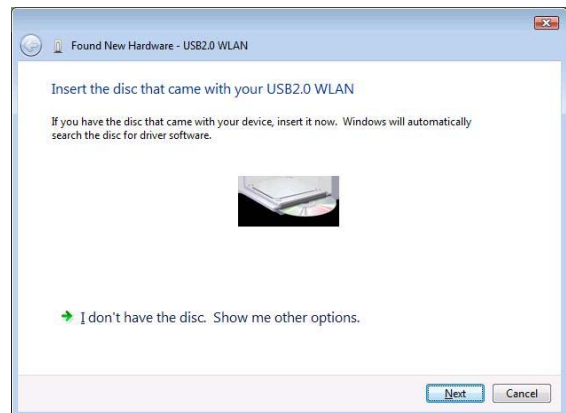 Found New Hardware - USB2.0 WLAN
Insert the disc that came with your USB2.0 WLAN
If you have the disc that came with your device, insert it now. Windows will automatically
search the disc for driver software.
I don't have the disc. Show me other options.
Next Cancel